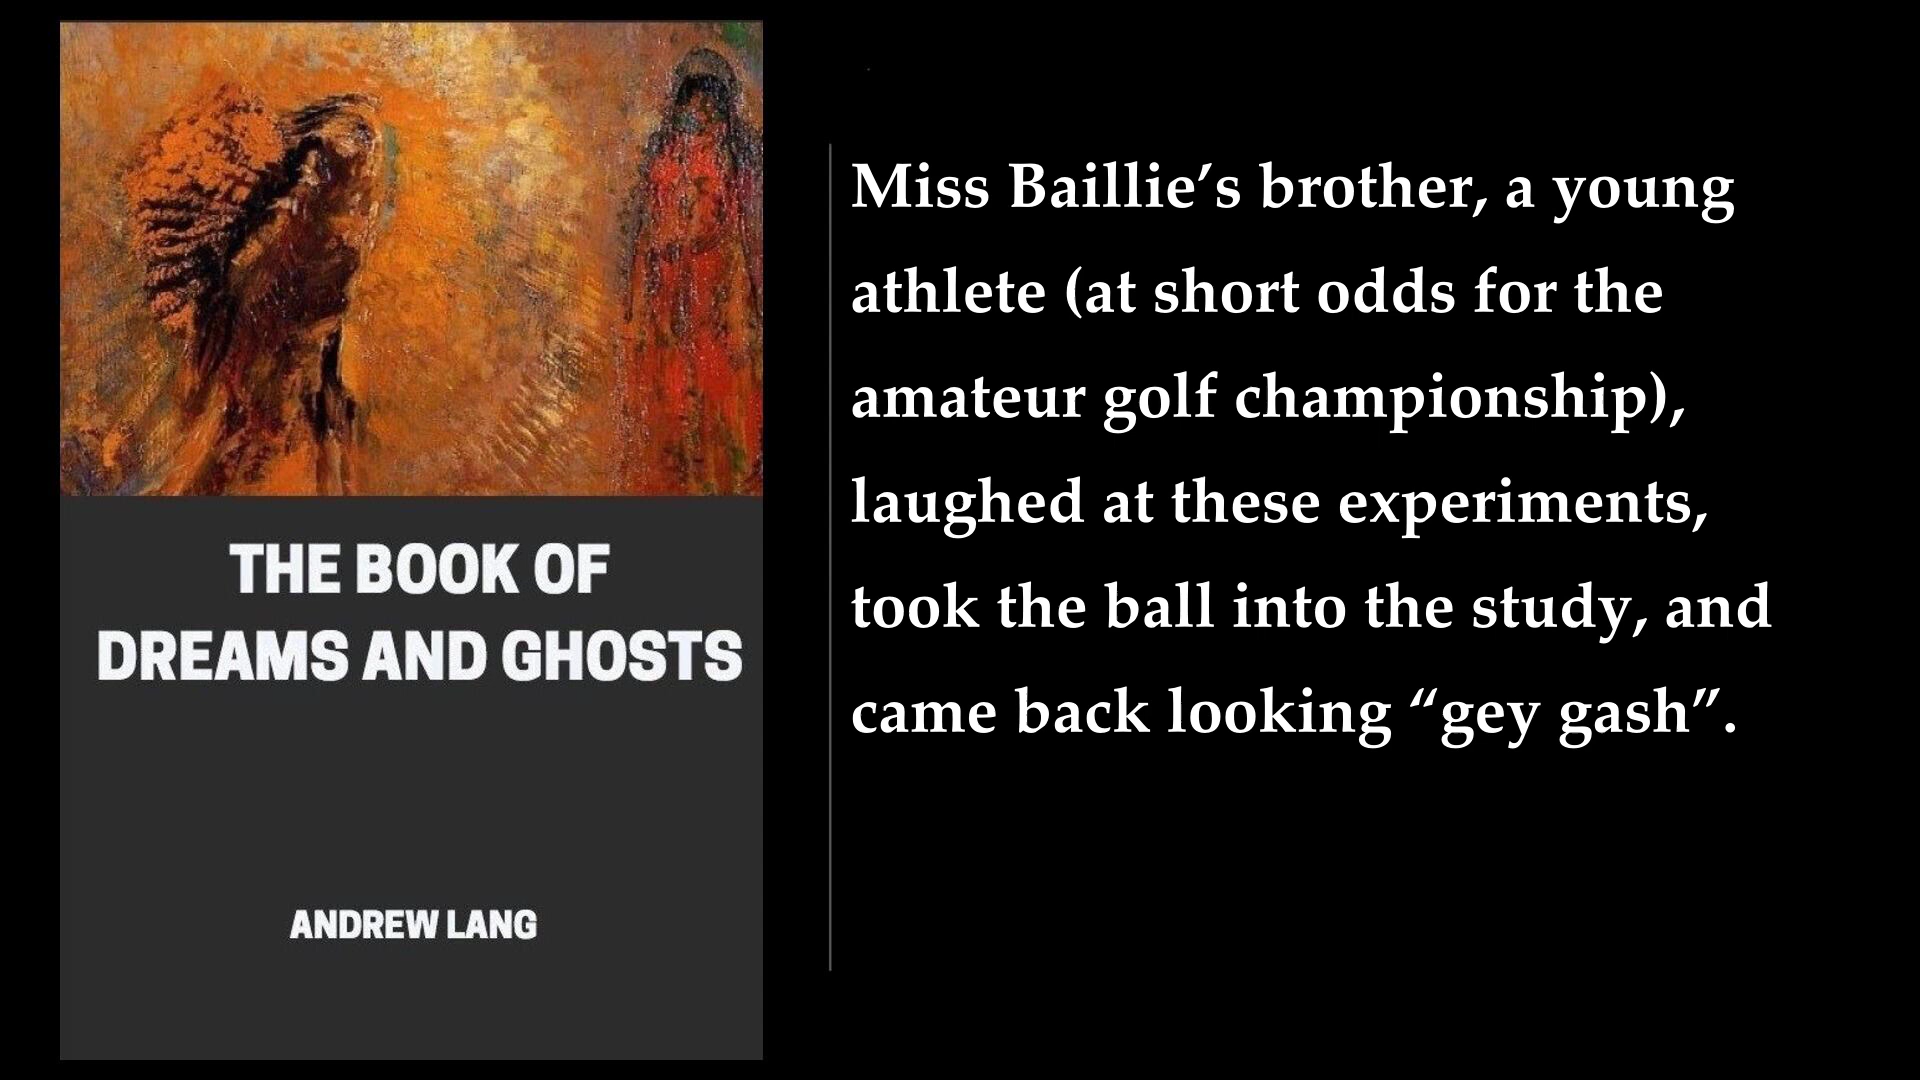 THE BOOK OF
DREAMS AND GHOSTS
ANDREW LANG
Miss Baillie’s brother, a young
athlete (at short odds for the
amateur golf championship),
laughed at these experiments,
took the ball into the study, and
came back looking “gey gash”.